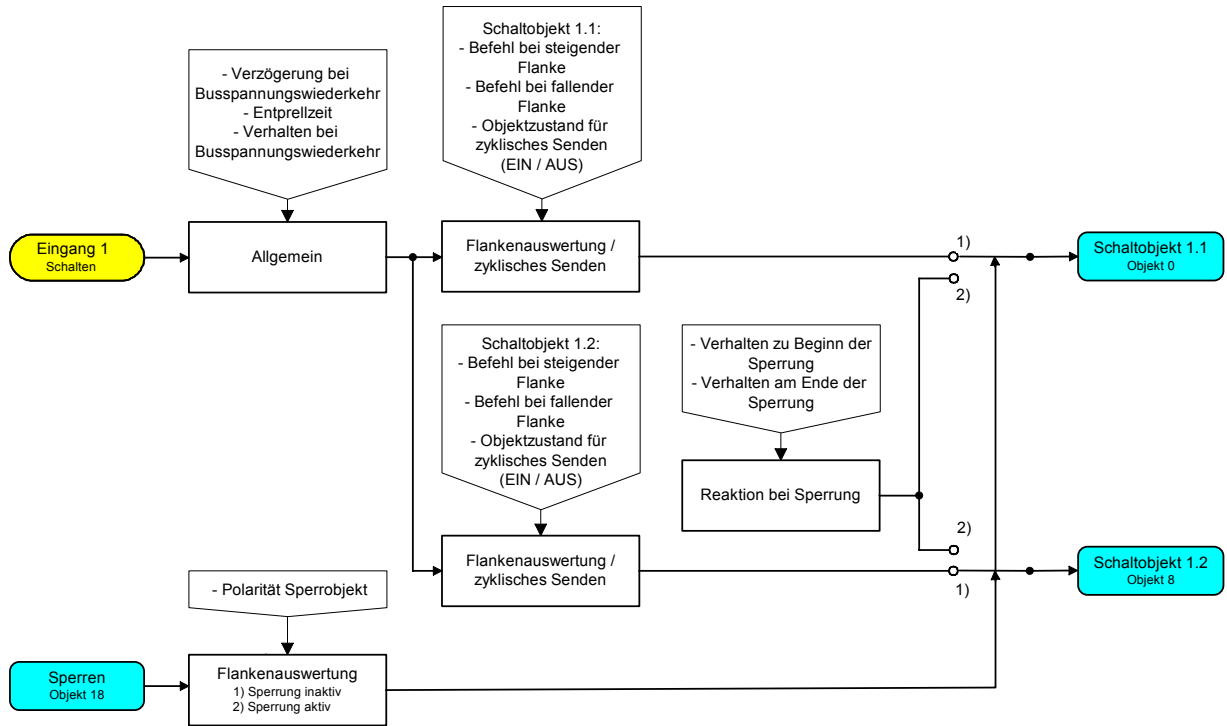 - Verzögerung bei
Busspannungswiederkehr
- Entprellzeit
- Verhalten bei
Busspannungswiederkehr
Schaltobjekt 1.1:
- Befehl bei steigender
Flanke
- Befehl bei fallender
Flanke
- Objektzustand für
zyklisches Senden
(EIN / AUS)
Eingang 1
Schalten
Allgemein
Flankenauswertung /
zyklisches Senden
1)
2)
Schaltobjekt 1.1
Objekt 0
Schaltobjekt 1.2:
- Befehl bei steigender
Flanke
- Befehl bei fallender
Flanke
- Objektzustand für
zyklisches Senden
(EIN / AUS)
- Verhalten zu Beginn der
Sperrung
- Verhalten am Ende der
Sperrung
Reaktion bei Sperrung
Flankenauswertung /
zyklisches Senden
2)
1)
Schaltobjekt 1.2
Objekt 8
- Polarität Sperrobjekt
Sperren
Objekt 18
Flankenauswertung
1) Sperrung inaktiv
2) Sperrung aktiv